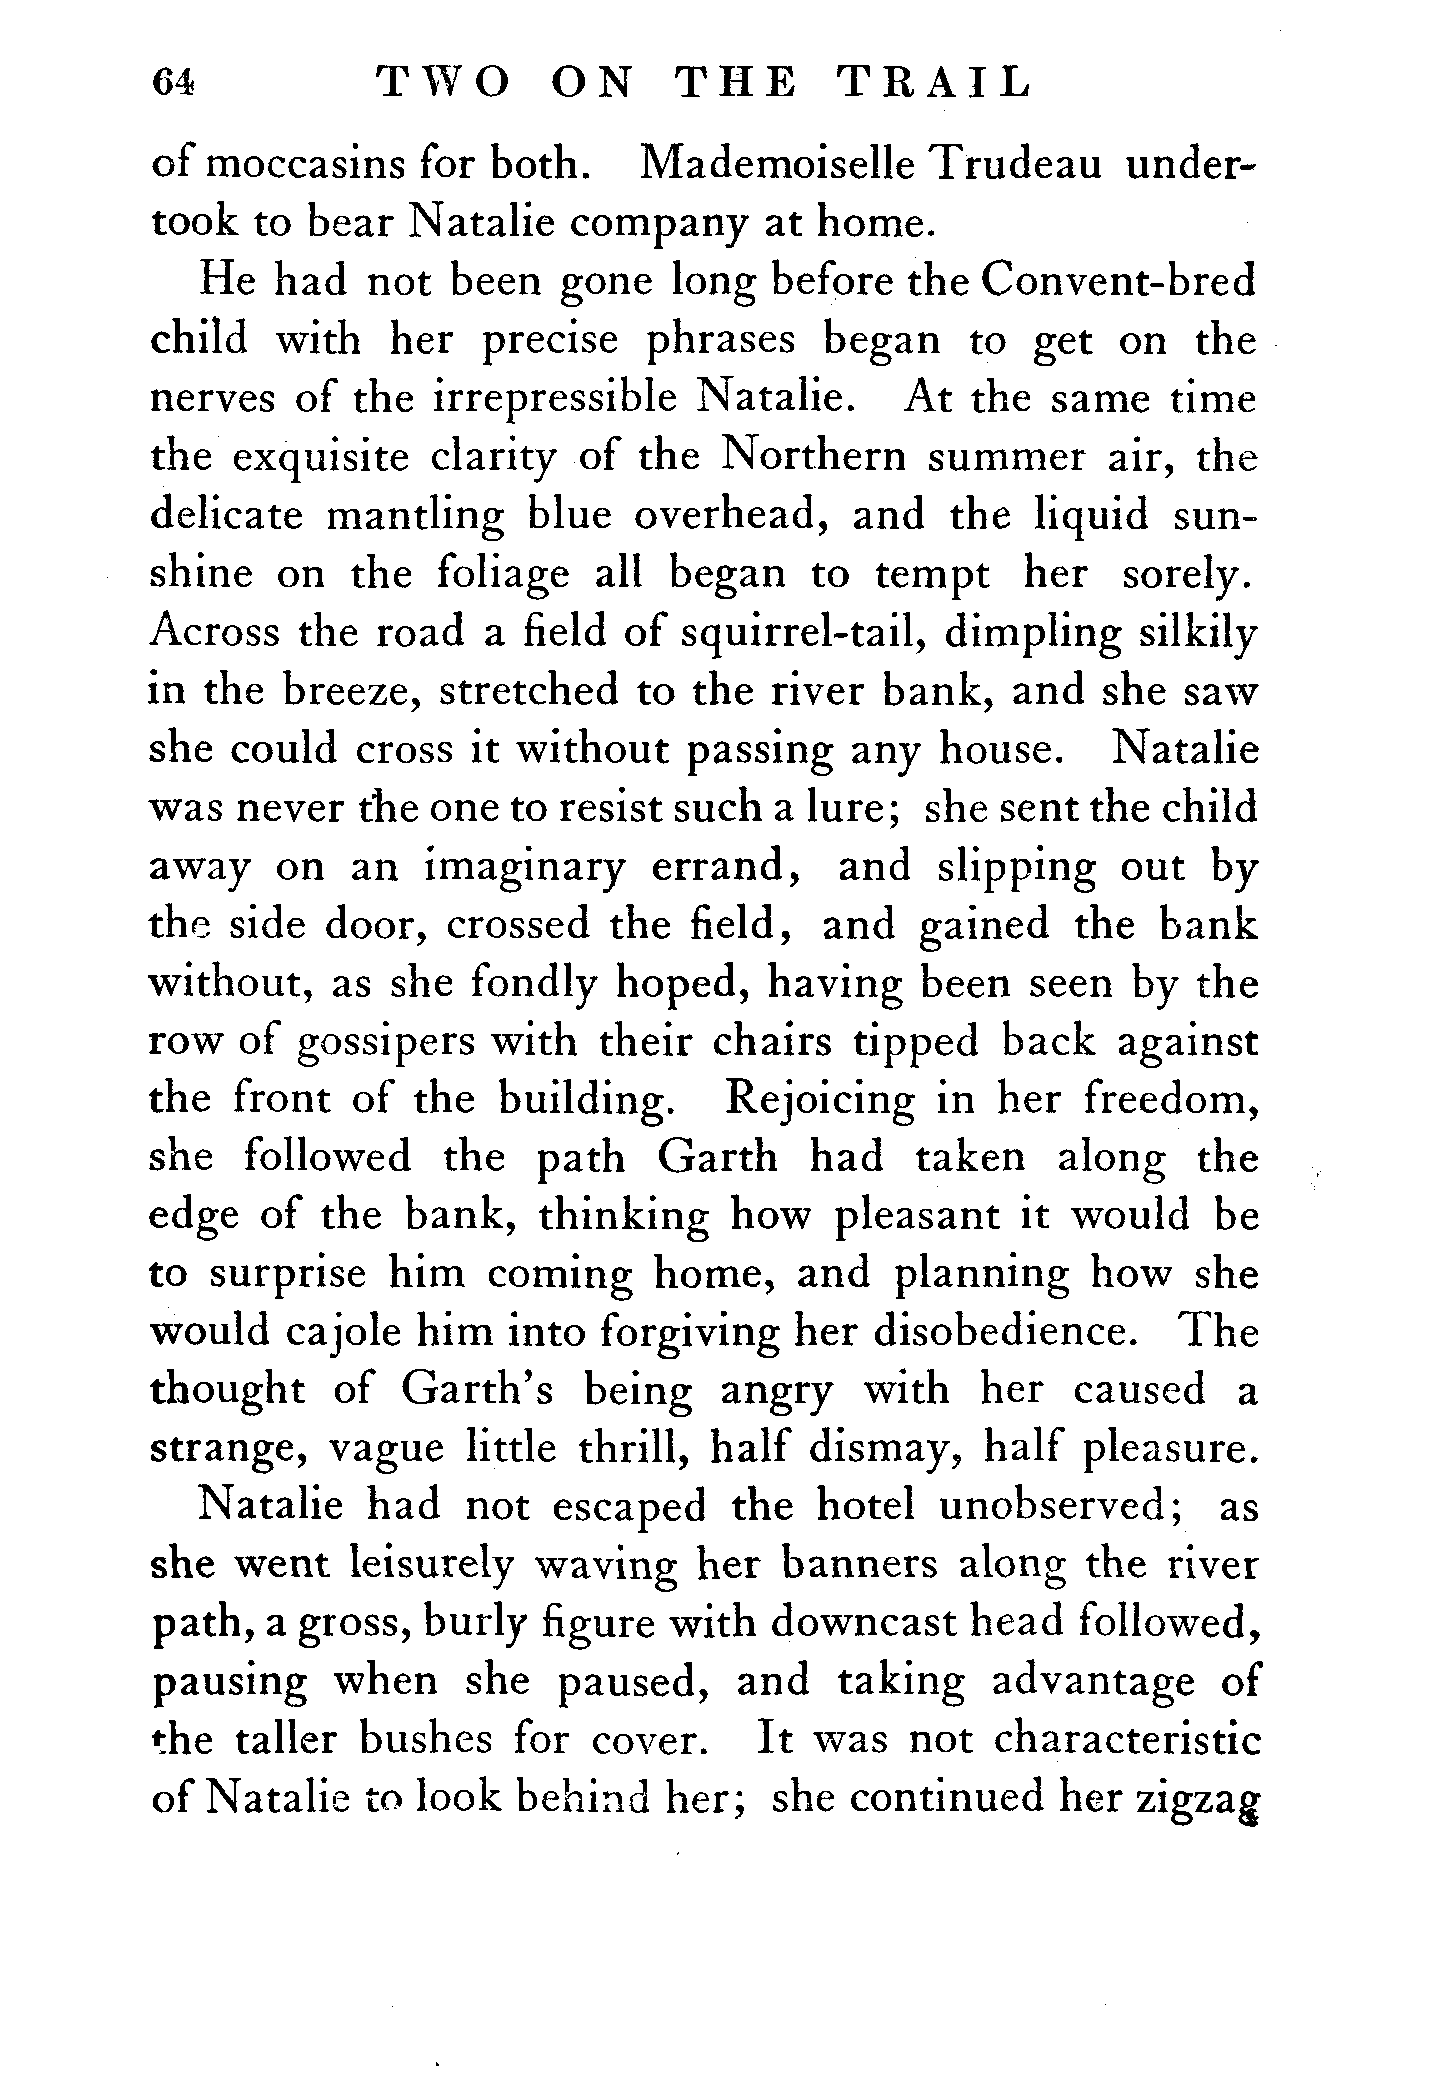 64 TWO ON THE TRAIL
of moccasins for both. Mademoiselle Trudeau under-
took to bear Natalie company at home.
He had not been gone long before the Convent-bred
child with her precise phrases began to get on the
nerves of the irrepressible Natalie. At the same time
the exquisite clarity of the Northern summer air, the
delicate mantling blue overhead, and the liquid sun-
shine on the foliage all began to tempt her sorely.
Across the road a field of squirrel-tail, dimpling silkily
in the breeze, stretched to the river bank, and she saw
she could cross it without passing any house. Natalie
was never the one to resist such a lure; she sent the child
away on an imaginary errand, and slipping out by
the side door, crossed the field, and gained the bank
without, as she fondly hoped, having been seen by the
row of gossipers with their chairs tipped back against
the front of the building. Rejoicing in her freedom,
she followed the path Garth had taken along the
edge of the bank, thinking how pleasant it would be
to surprise him coming home, and planning how she
would cajole him into forgiving her disobedience. The
thought of Garth's being angry with her caused a
strange, vague little thrill, half dismay, half pleasure.
Natalie had not escaped the hotel unobserved; as
she went leisurely waving her banners along the river
path, a gross, burly figure with downcast head followed,
pausing when she paused, and taking advantage of
the taller bushes for cover. It was not characteristic
of Natalie to look behind her; she continued her zigzag